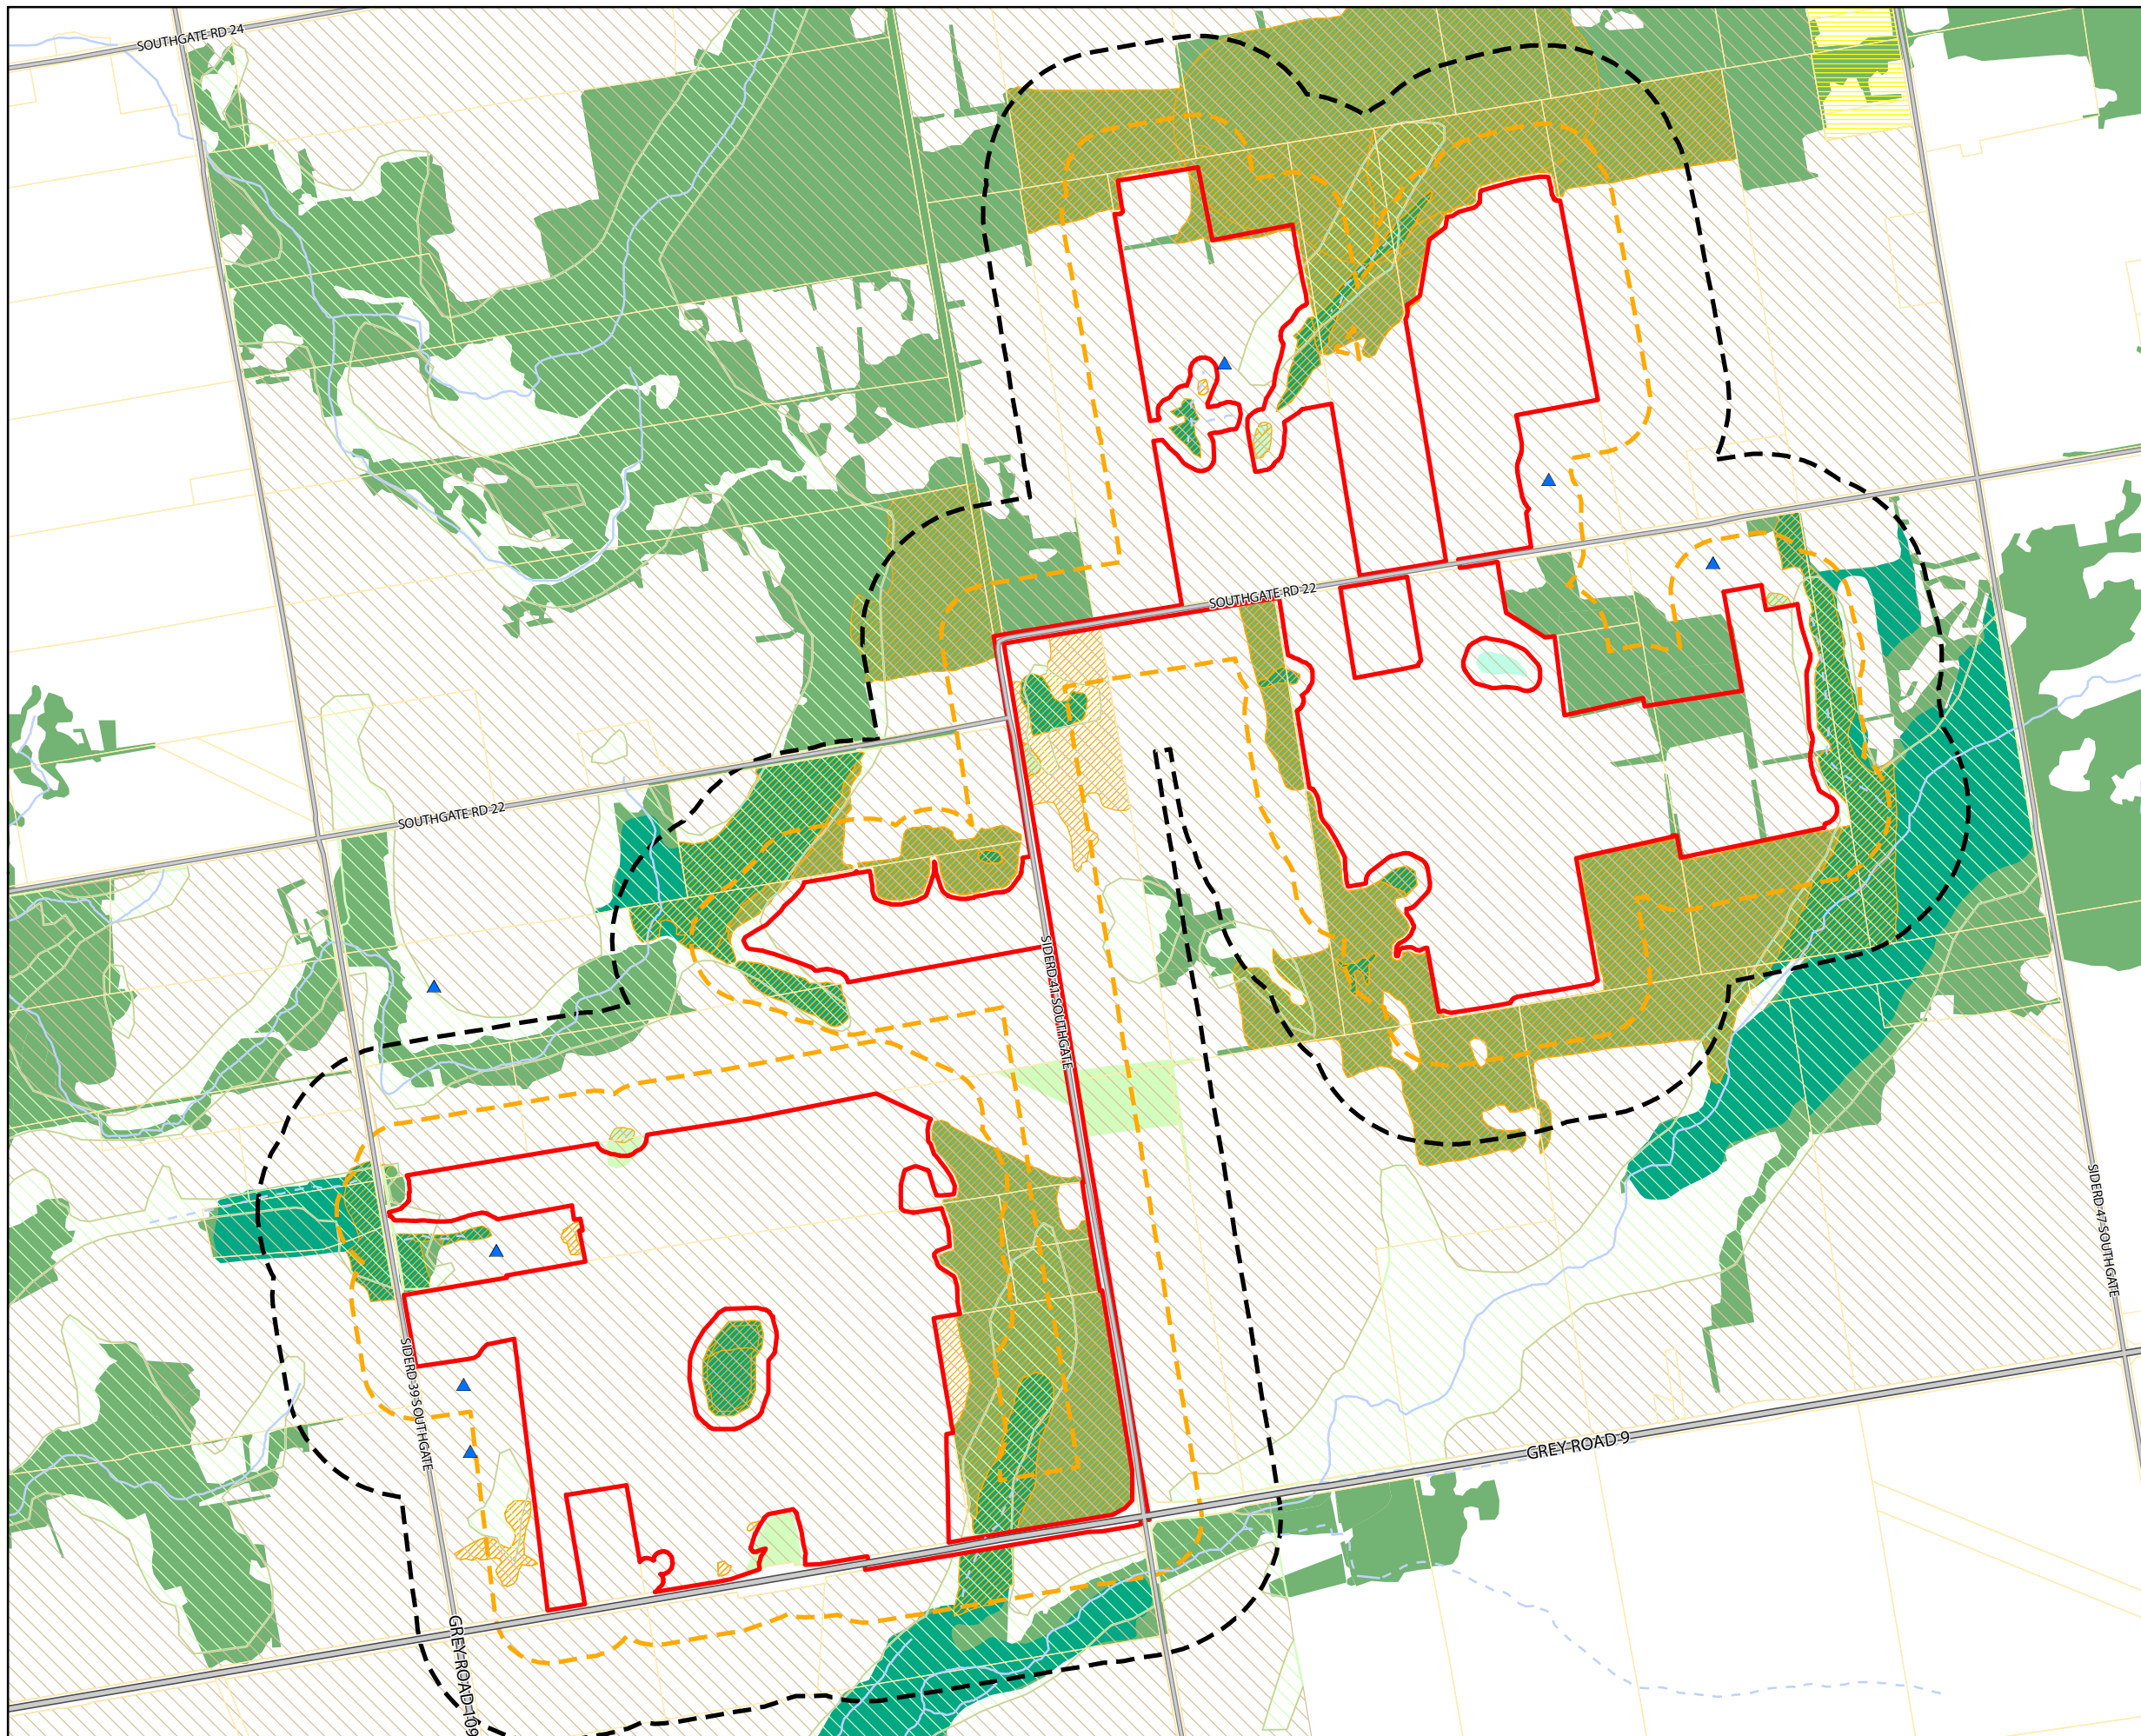 SOUTHGATE RD 24
SOUTHGATE RD 22
SOUTHGATE RD 22
SIDERD 41 SOUTHGATE
SIDERD 47 SOUTHGATE
SIDERD 39 SOUTHGATE
GREY ROAD 9
GREY ROAD 109